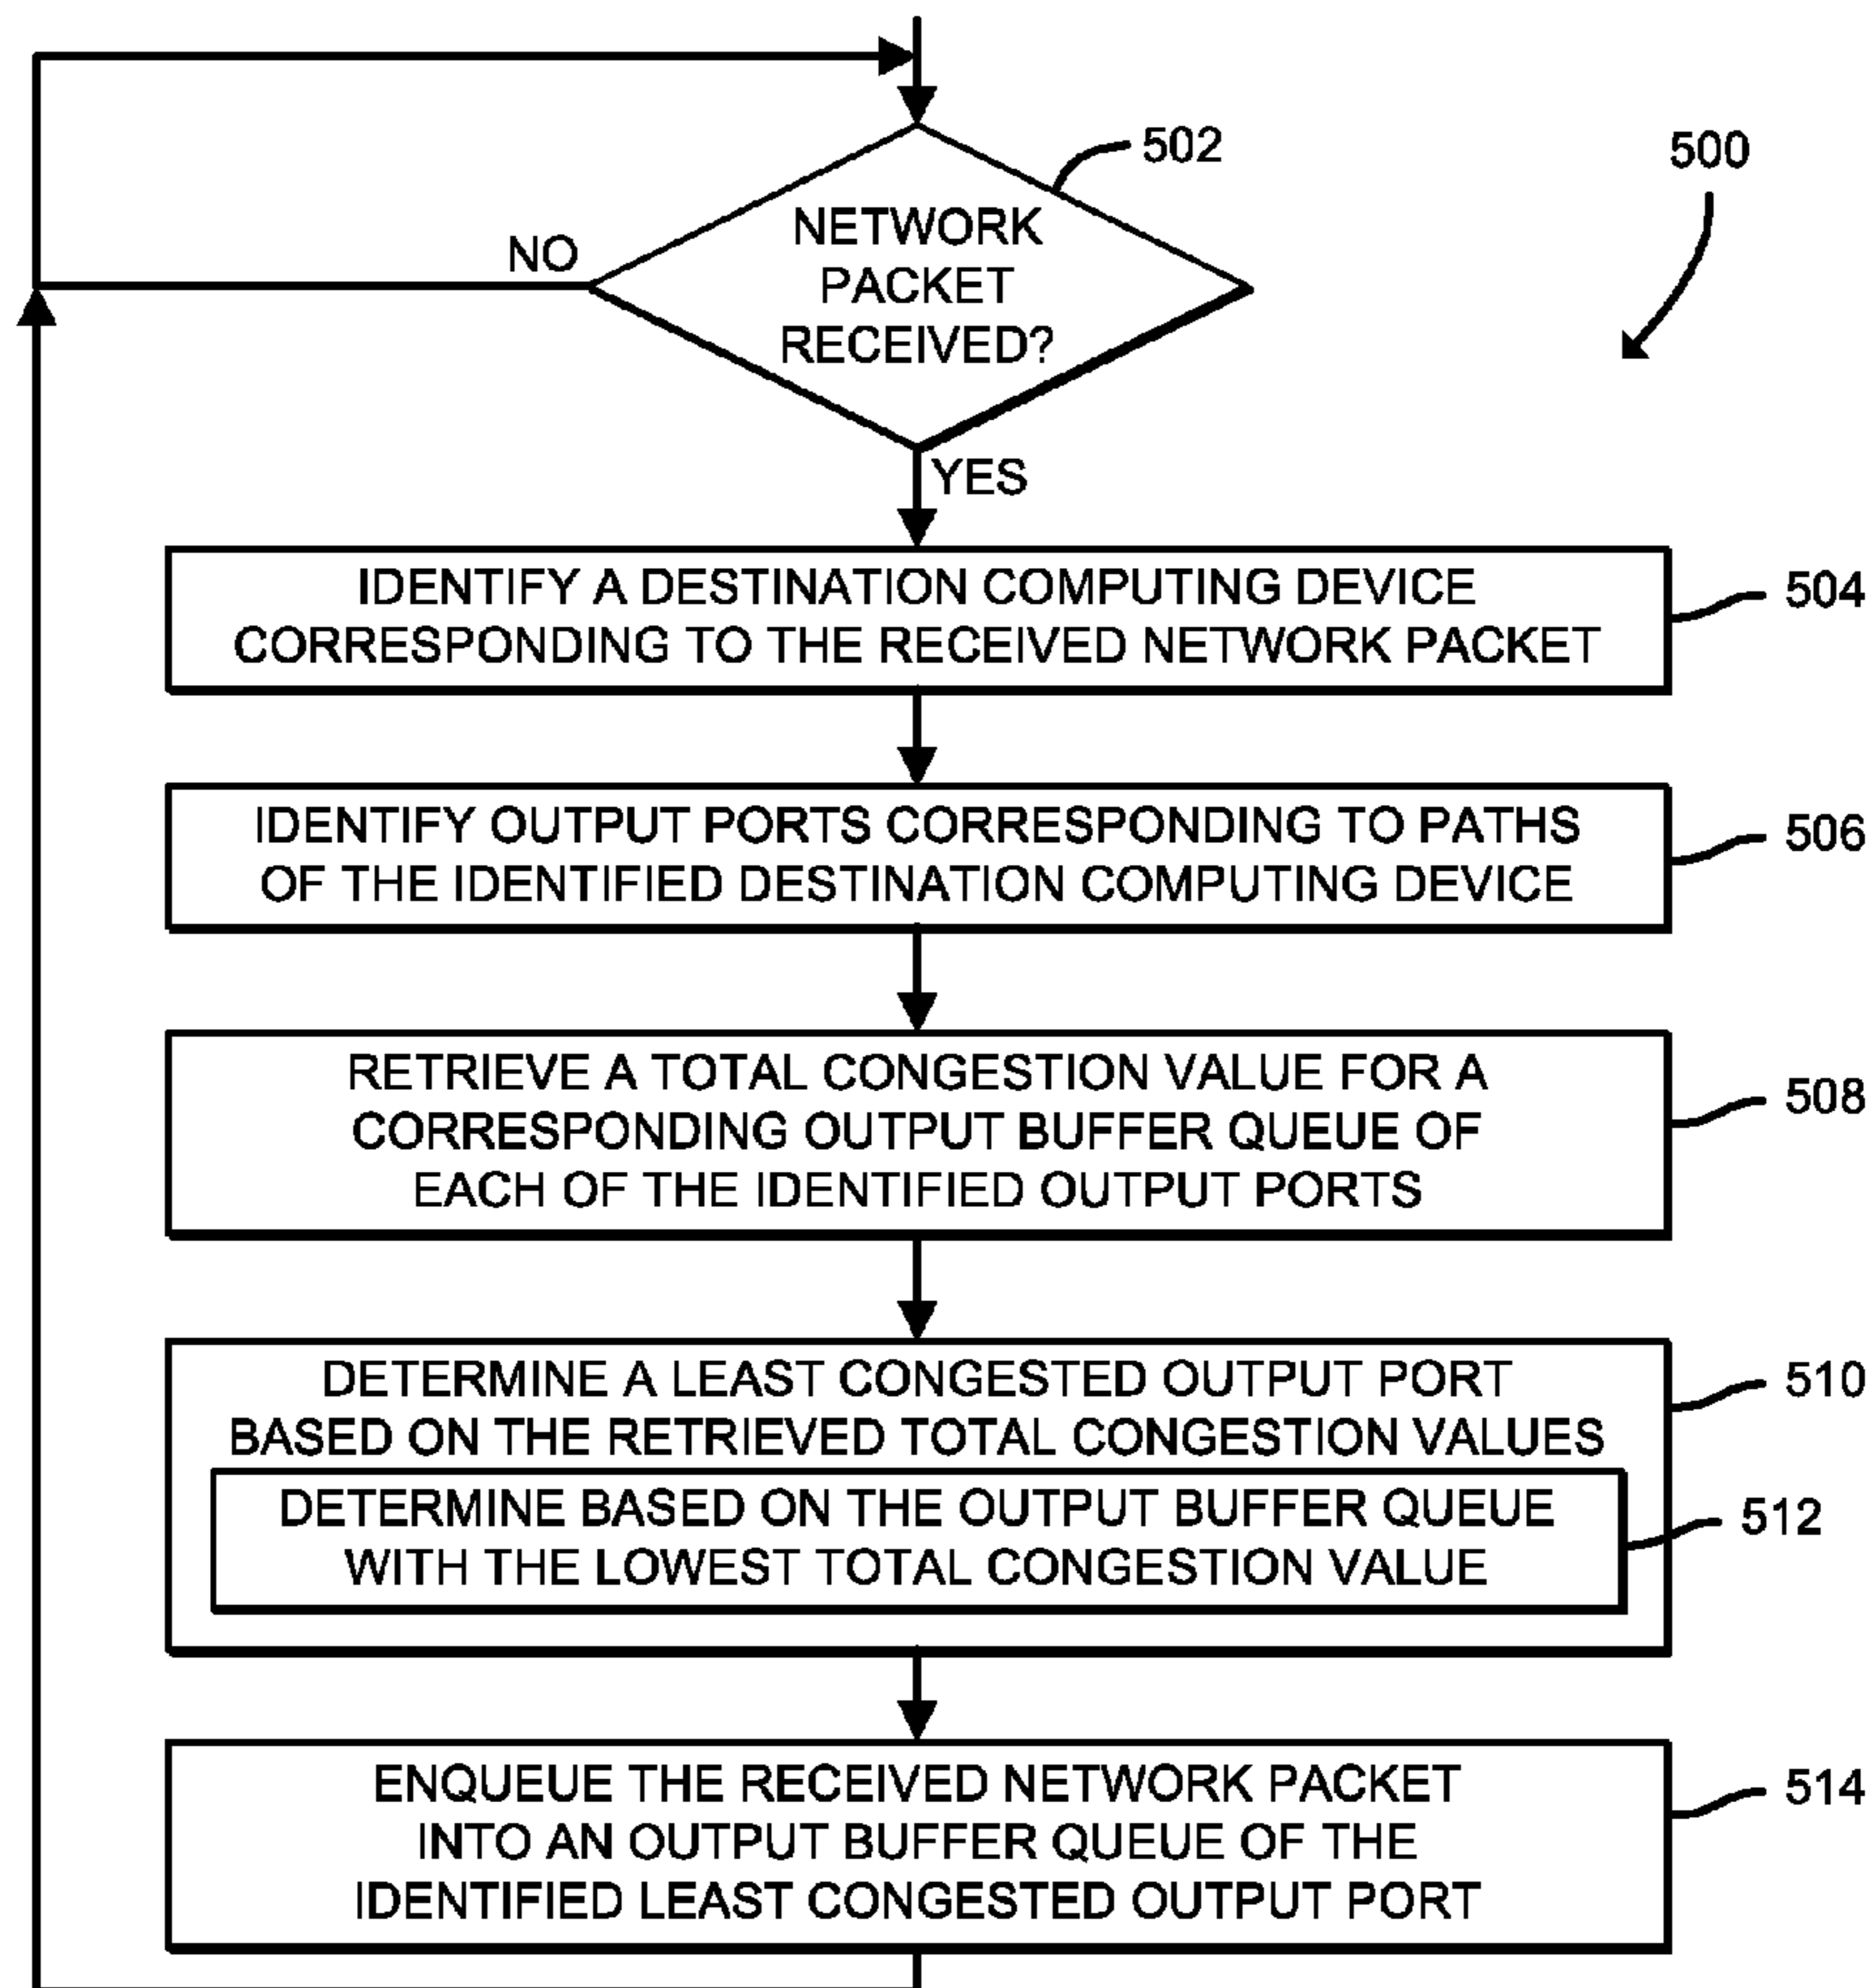 502
500
NETWORK
PACKET
RECEIVED?
NO
YES
IDENTIFY A DESTINATION COMPUTING DEVICE
CORRESPONDING TO THE RECEIVED NETWORK PACKET
504
IDENTIFY OUTPUT PORTS CORRESPONDING TO PATHS
OF THE IDENTIFIED DESTINATION COMPUTING DEVICE
506
RETRIEVE A TOTAL CONGESTION VALUE FOR A
CORRESPONDING OUTPUT BUFFER QUEUE OF
EACH OF THE IDENTIFIED OUTPUT PORTS
508
DETERMINE A LEAST CONGESTED OUTPUT PORT
BASED ON THE RETRIEVED TOTAL CONGESTION VALUES
510
DETERMINE BASED ON THE OUTPUT BUFFER QUEUE
WITH THE LOWEST TOTAL CONGESTION VALUE
512
ENQUEUE THE RECEIVED NETWORK PACKET
INTO AN OUTPUT BUFFER QUEUE OF THE
IDENTIFIED LEAST CONGESTED OUTPUT PORT
514